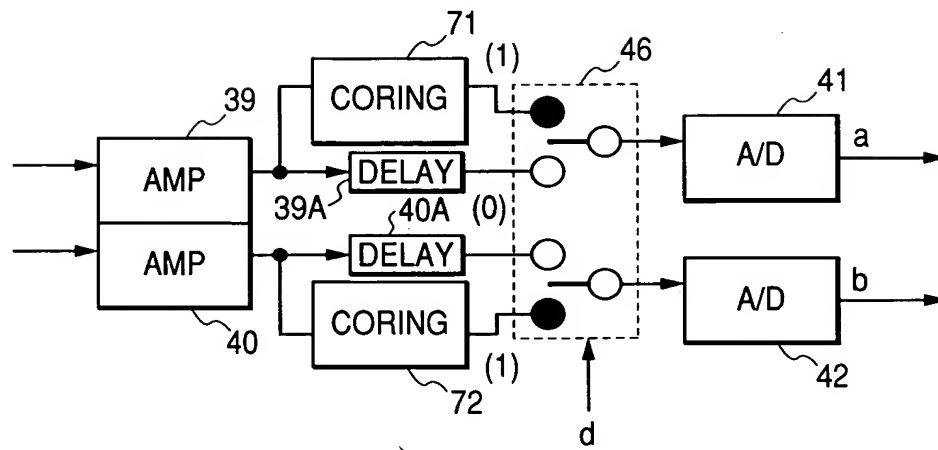 71
(1)
46
39
CORING
41
AMP
A/D
a
DELAY
39A
(0)
40A
AMP
DELAY
A/D
b
CORING
40
(1)
42
72
d